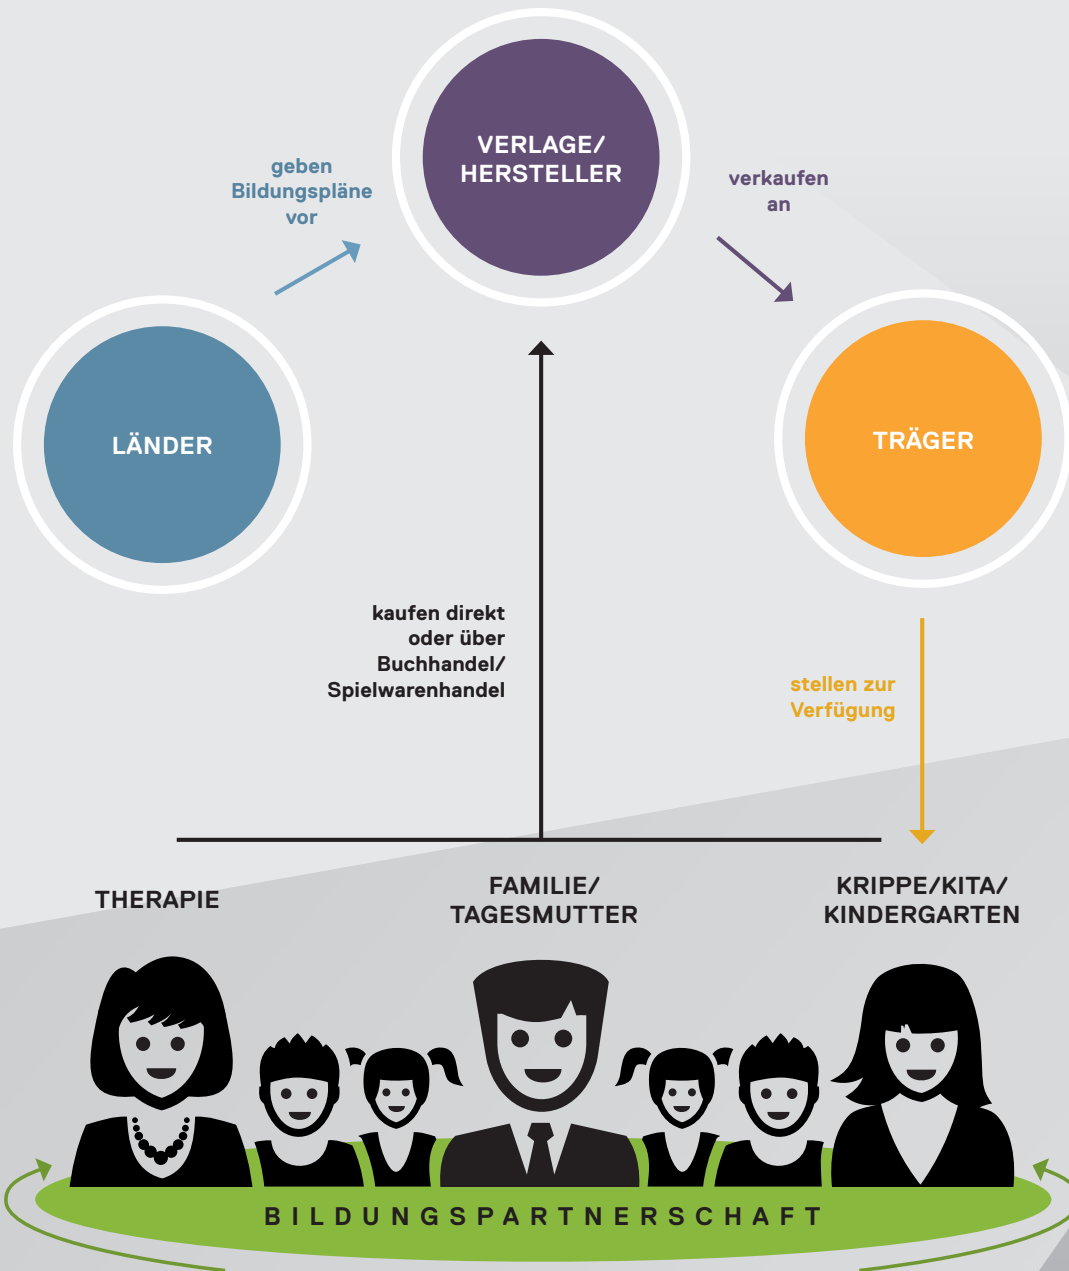 VERLAGE/
HERSTELLER
geben
Bildungspläne
vor
verkaufen
an
LÄNDER
TRÄGER
kaufen direkt
oder über
Buchhandel/
Spielwarenhandel
stellen zur
Verfügung
THERAPIE
FAMILIE/
TAGESMUTTER
KRIPPE/KITA/
KINDERGARTEN
BILDUNGSPARTNERSCHAFT